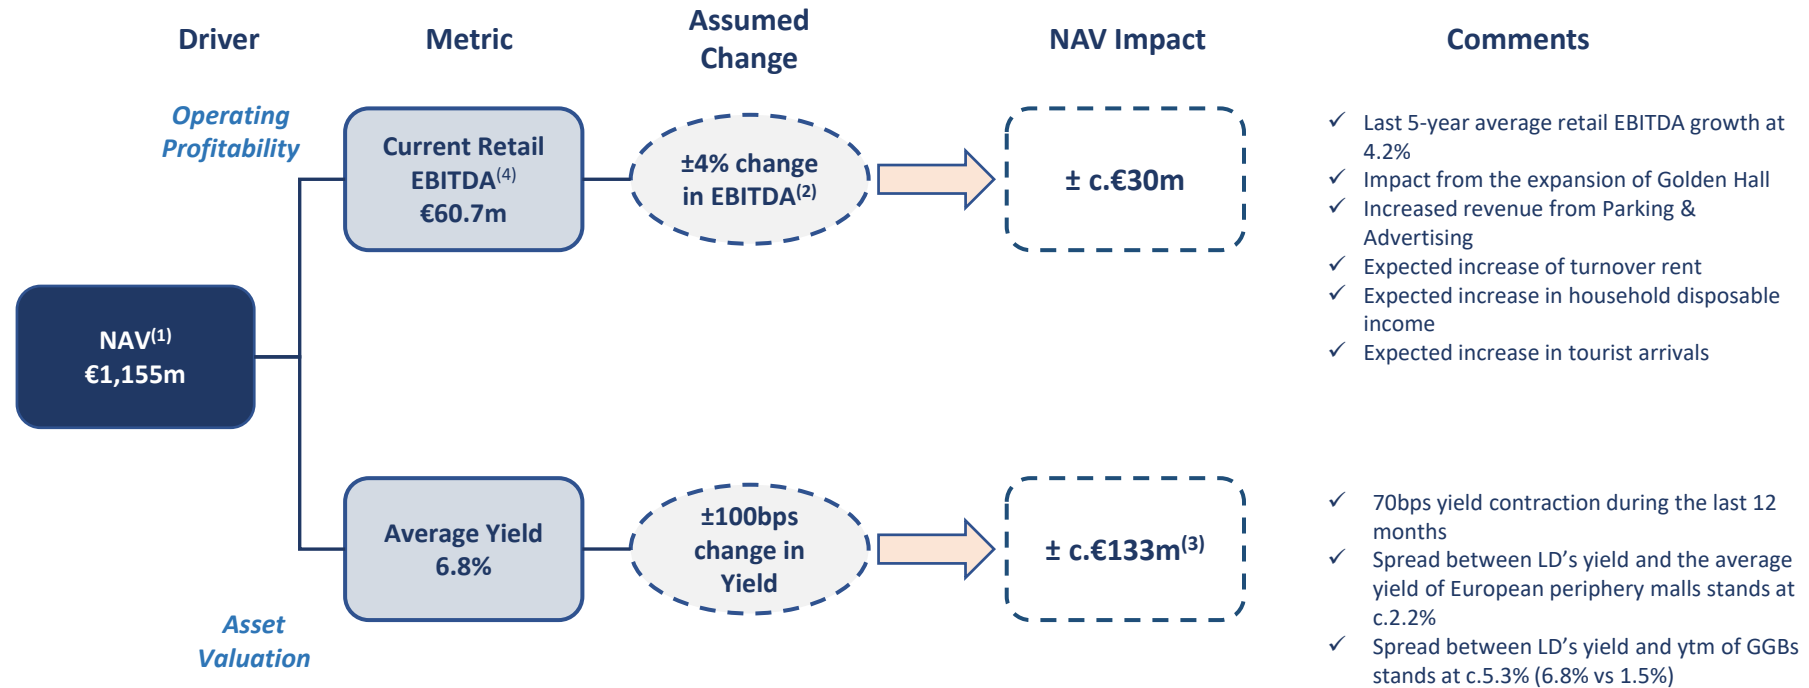 Driver
Metric
Assumed
Change
NAV Impact
Comments
Operating
Profitability
Current Retail
EBITDA(4)
€60.7m
±4% change
in EBITDA(2)
± c.€30m
✓ Last 5-year average retail EBITDA growth at
4.2%
✓ Impact from the expansion of Golden Hall
✓ Increased revenue from Parking &
Advertising
✓ Expected increase of turnover rent
✓ Expected increase in household disposable
income
✓ Expected increase in tourist arrivals
NAV(1)
€1,155m
Average Yield
6.8%
±100bps
change in
Yield
± c.€133m(3)
✓ 70bps yield contraction during the last 12
months
✓ Spread between LD’s yield and the average
yield of European periphery malls stands at
c.2.2%
✓ Spread between LD’s yield and ytm of GGBs
stands at c.5.3% (6.8% vs 1.5%)
Asset
Valuation